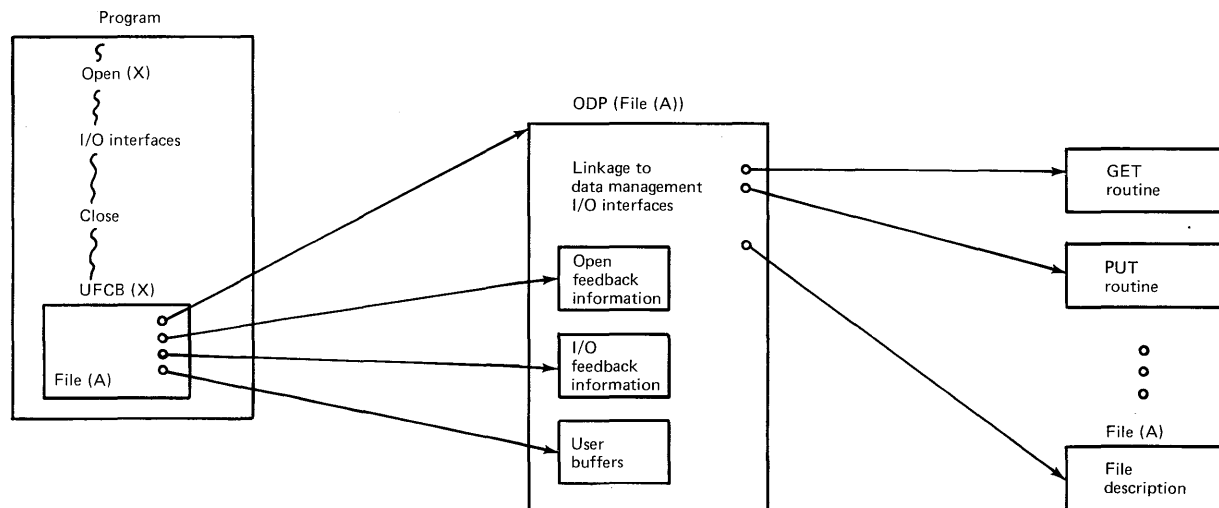 Program
Open (X)
I/O interfaces
Close
UFCB (X)
File (A)
ODP (File (A))
Linkage to
data management
I/O interfaces
Open
feedback
information
I/O
feedback
information
User
buffers
GET
routine
PUT
routine
File (A)
File
description